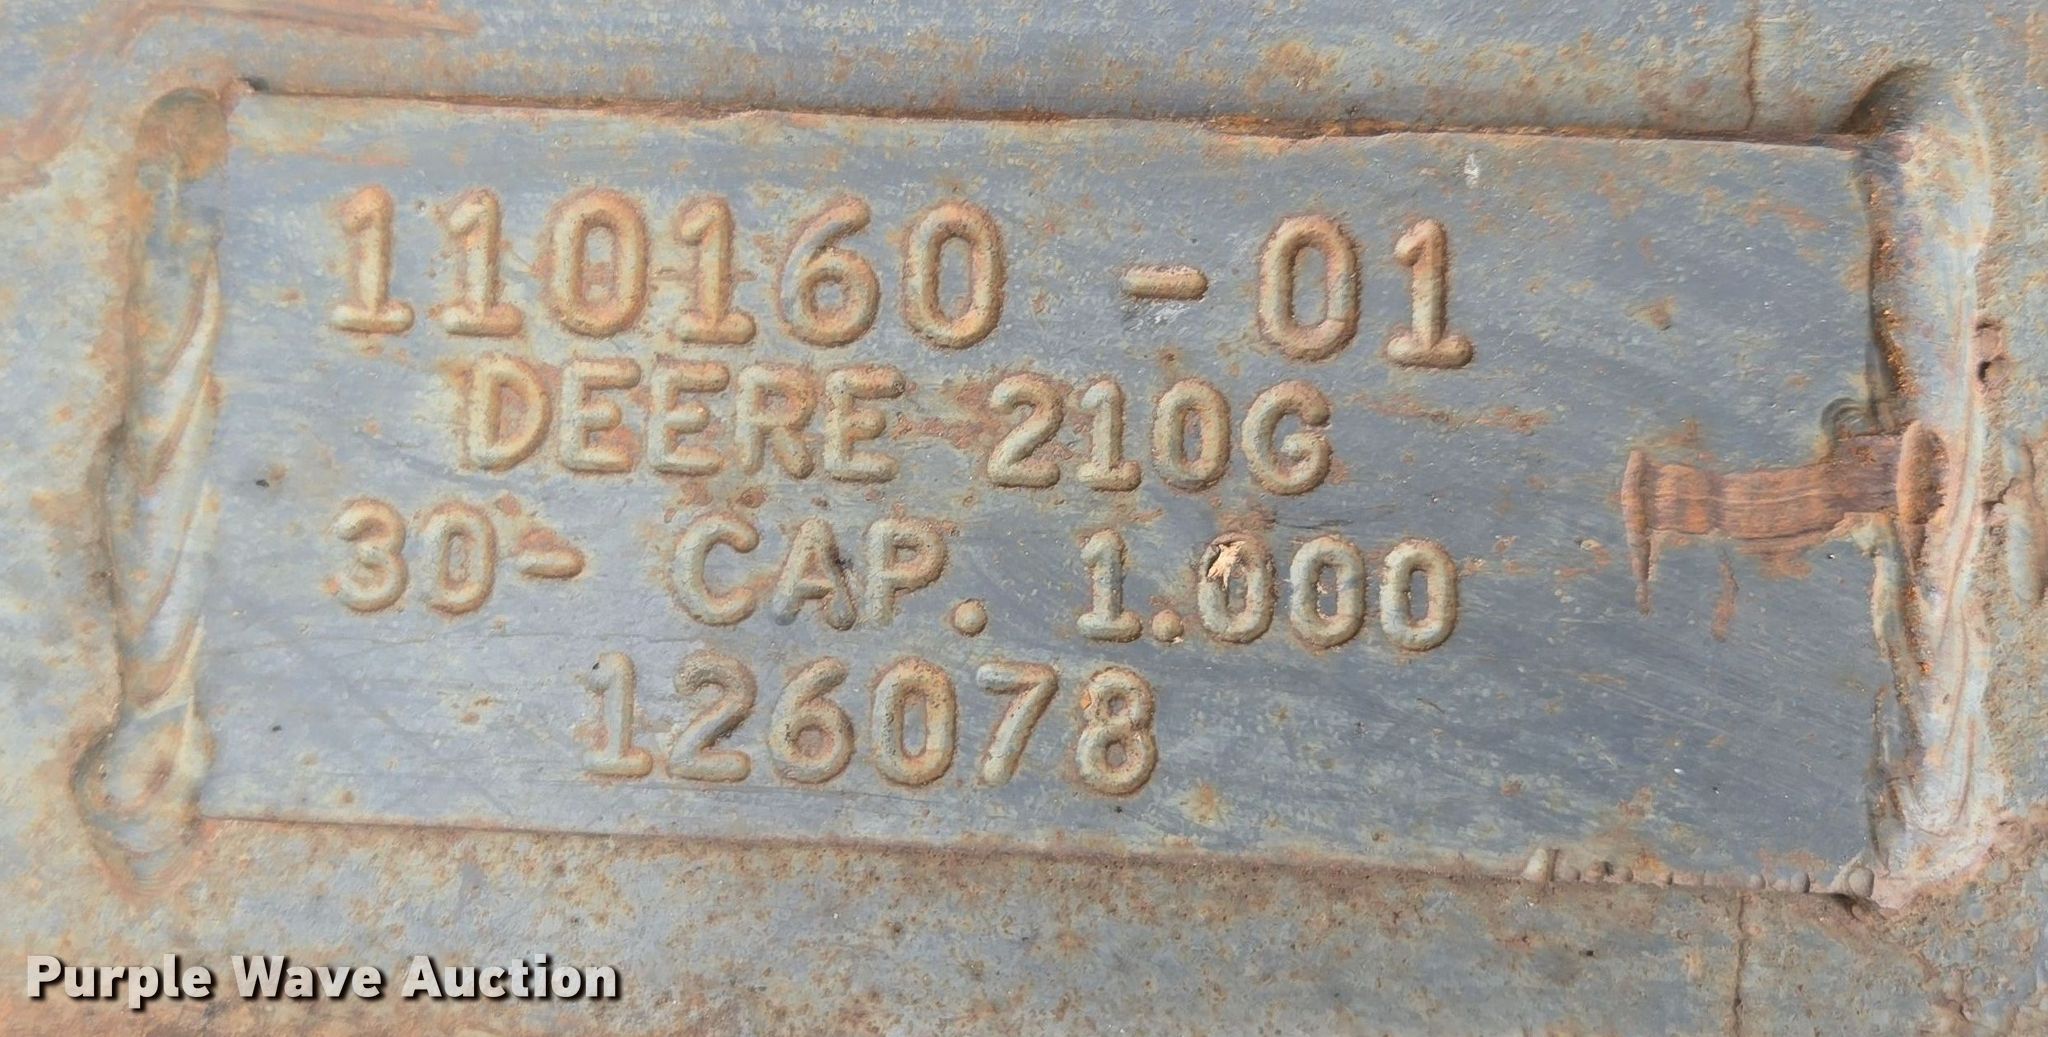 110160 -01
DEERE 210G
30- CAP. 1.000
126078
Purple Wave Auction